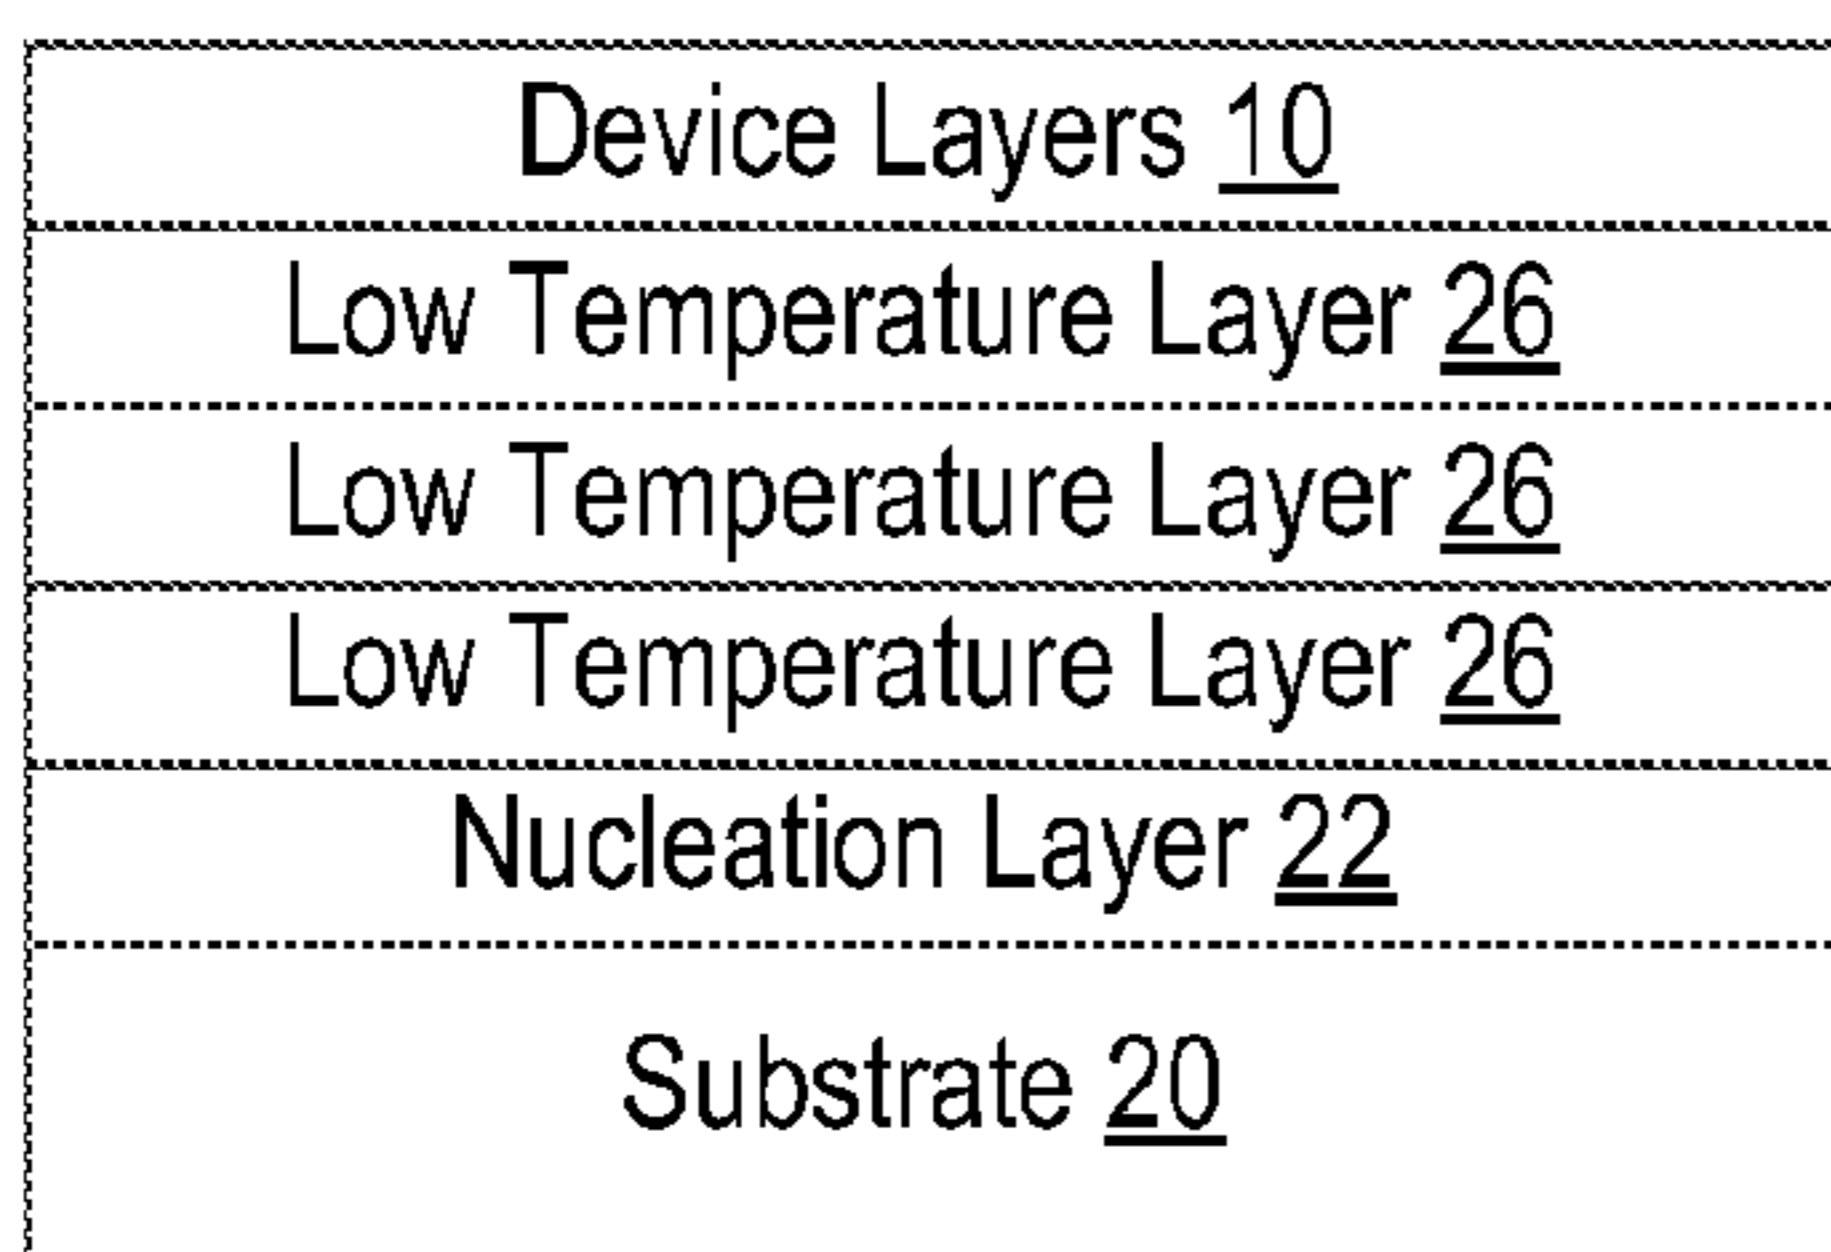 Device Layers 10
Low Temperature Layer 26
Low Temperature Layer 26
Low Temperature Layer 26
Nucleation Layer 22
Substrate 20